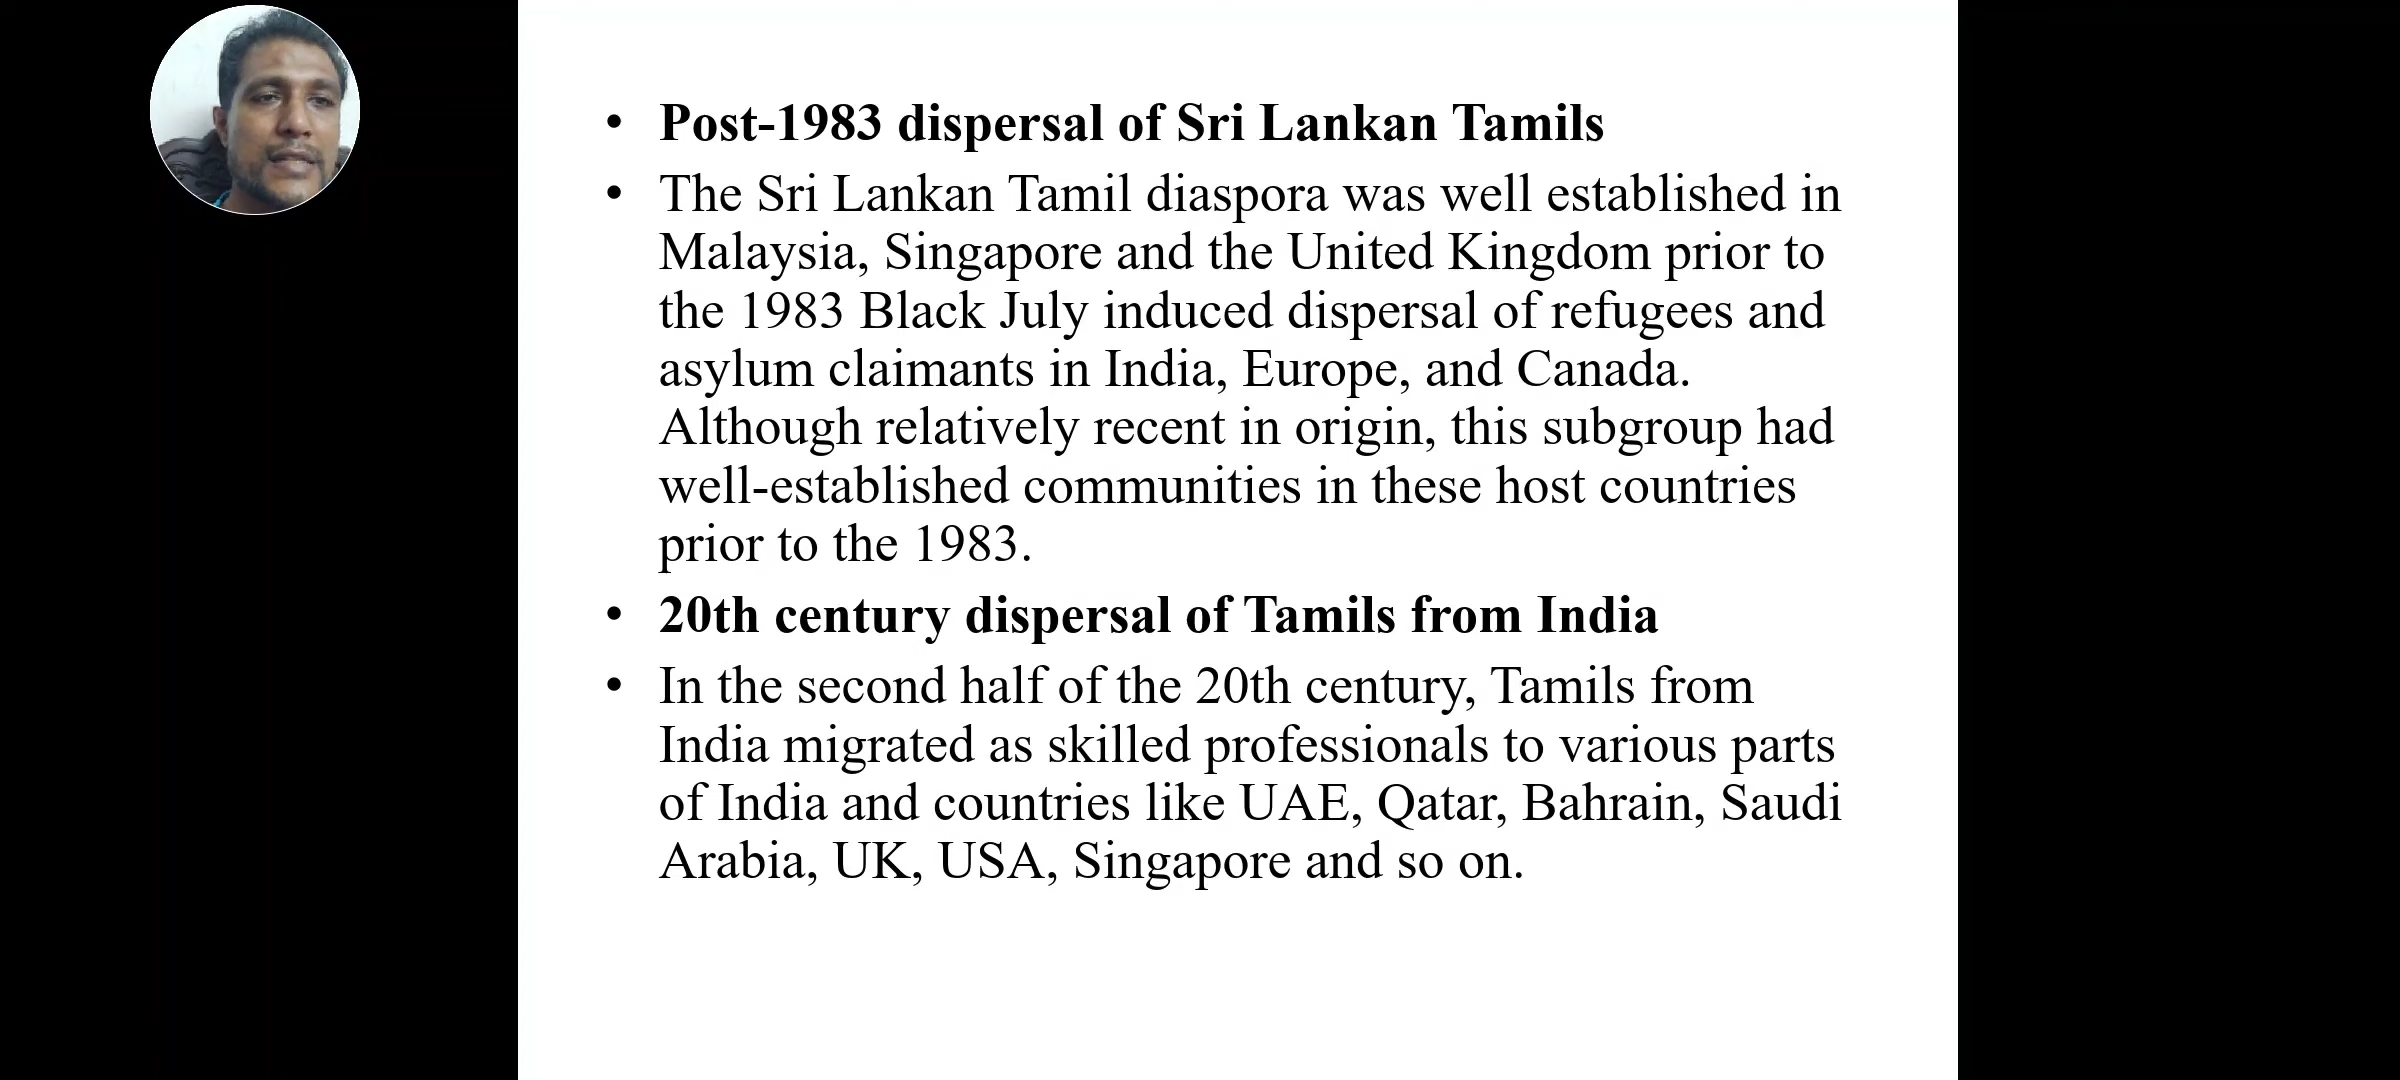 • Post-1983 dispersal of Sri Lankan Tamils
• The Sri Lankan Tamil diaspora was well established in
Malaysia, Singapore and the United Kingdom prior to
the 1983 Black July induced dispersal of refugees and
asylum claimants in India, Europe, and Canada.
Although relatively recent in origin, this subgroup had
well-established communities in these host countries
prior to the 1983.
• 20th century dispersal of Tamils from India
• In the second half of the 20th century, Tamils from
India migrated as skilled professionals to various parts
of India and countries like UAE, Qatar, Bahrain, Saudi
Arabia, UK, USA, Singapore and so on.